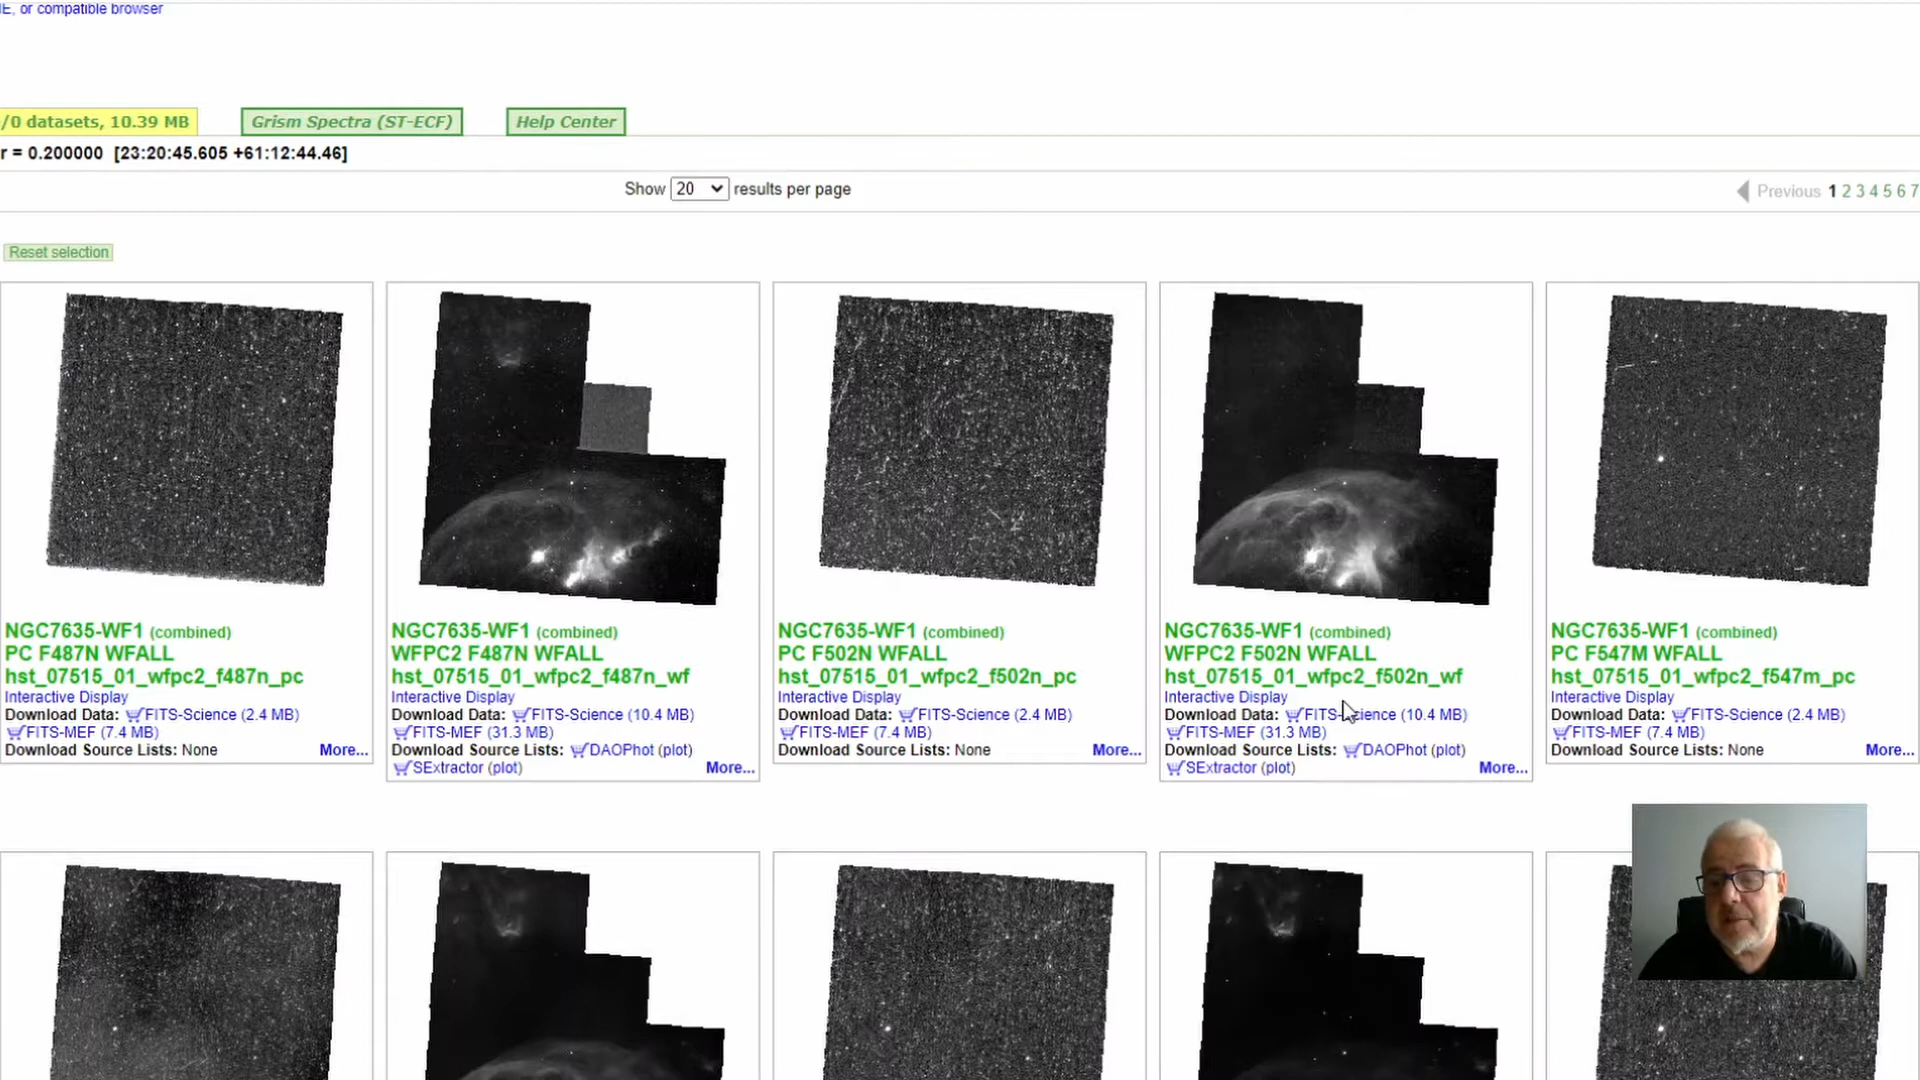 E, or compatible browser
/0 datasets, 10.39 MB
Grism Spectra (ST-ECF)
Help Center
r = 0.200000 [23:20:45.605 +61:12:44.46]
Show 20 results per page
Previous 1 2 3 4 5 6 7
Reset selection
NGC7635-WF1 (combined)
PC F487N WFALL
hst_07515_01_wfpc2_f487n_pc
Interactive Display
Download Data: FITS-Science (2.4 MB)
FITS-MEF (7.4 MB)
Download Source Lists: None
More...
NGC7635-WF1 (combined)
WFPC2 F487N WFALL
hst_07515_01_wfpc2_f487n_wf
Interactive Display
Download Data: FITS-Science (10.4 MB)
FITS-MEF (31.3 MB)
Download Source Lists: DAOPhot (plot)
SExtractor (plot)
More...
NGC7635-WF1 (combined)
PC F502N WFALL
hst_07515_01_wfpc2_f502n_pc
Interactive Display
Download Data: FITS-Science (2.4 MB)
FITS-MEF (7.4 MB)
Download Source Lists: None
More...
NGC7635-WF1 (combined)
WFPC2 F502N WFALL
hst_07515_01_wfpc2_f502n_wf
Interactive Display
Download Data: FITS-Science (10.4 MB)
FITS-MEF (31.3 MB)
Download Source Lists: DAOPhot (plot)
SExtractor (plot)
More...
NGC7635-WF1 (combined)
PC F547M WFALL
hst_07515_01_wfpc2_f547m_pc
Interactive Display
Download Data: FITS-Science (2.4 MB)
FITS-MEF (7.4 MB)
Download Source Lists: None
More...